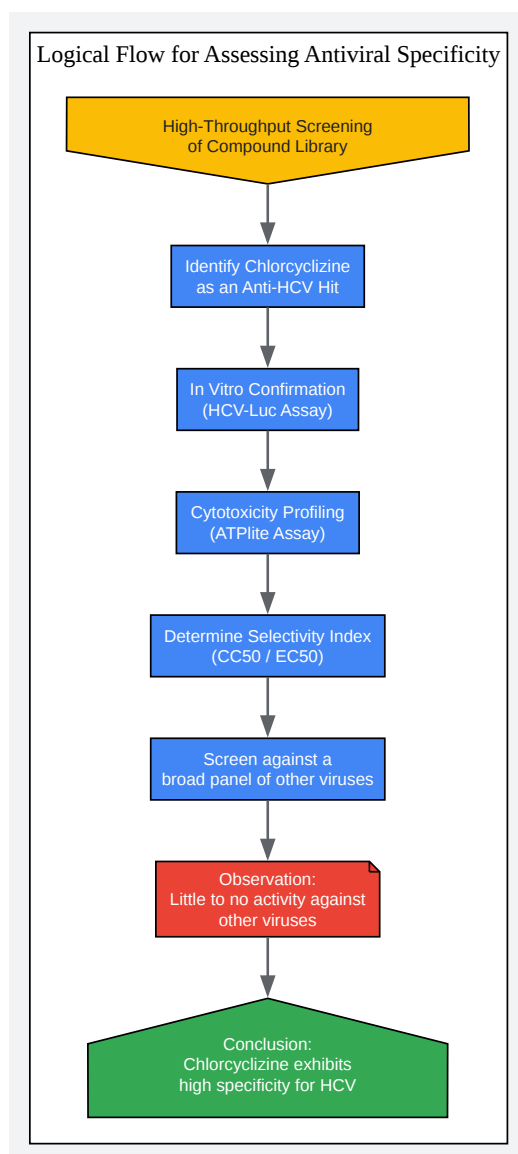 Logical Flow for Assessing Antiviral Specificity
High-Throughput Screening
of Compound Library
Identify Chlorcyclizine
as an Anti-HCV Hit
In Vitro Confirmation
(HCV-Luc Assay)
Cytotoxicity Profiling
(ATPlite Assay)
Determine Selectivity Index
(CC50 / EC50)
Screen against a
broad panel of other viruses
Observation:
Little to no activity against
other viruses
Conclusion:
Chlorcyclizine exhibits
high specificity for HCV